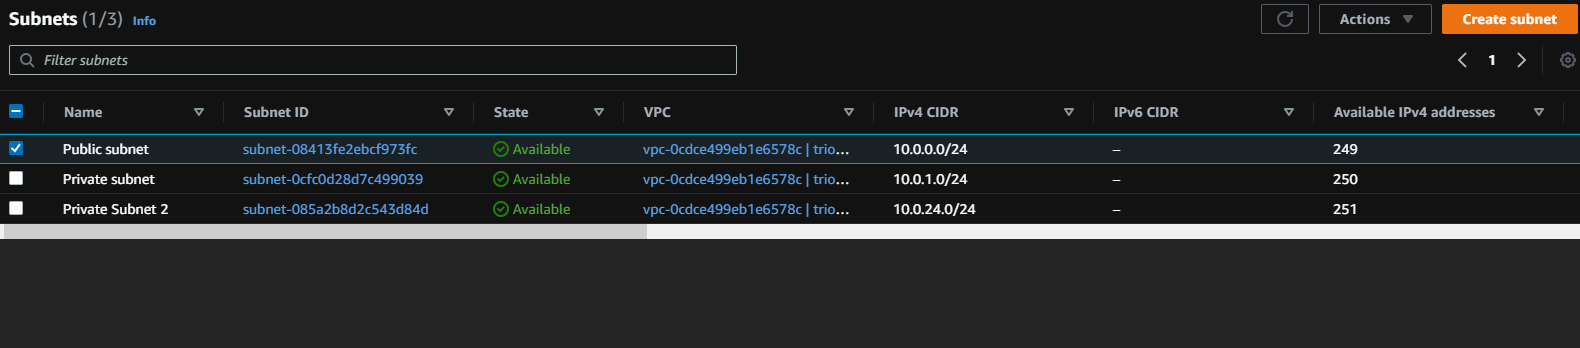 Subnets (1/3) Info
Actions
Create subnet
Filter subnets
1
Name Subnet ID State VPC IPv4 CIDR IPv6 CIDR Available IPv4 addresses
Public subnet subnet-08413fe2ebcf973fc Available vpc-0cdce499eb1e6578c | trio... 10.0.0.0/24 – 249
Private subnet subnet-0cfc0d28d7c499039 Available vpc-0cdce499eb1e6578c | trio... 10.0.1.0/24 – 250
Private Subnet 2 subnet-085a2b8d2c543d84d Available vpc-0cdce499eb1e6578c | trio... 10.0.24.0/24 – 251